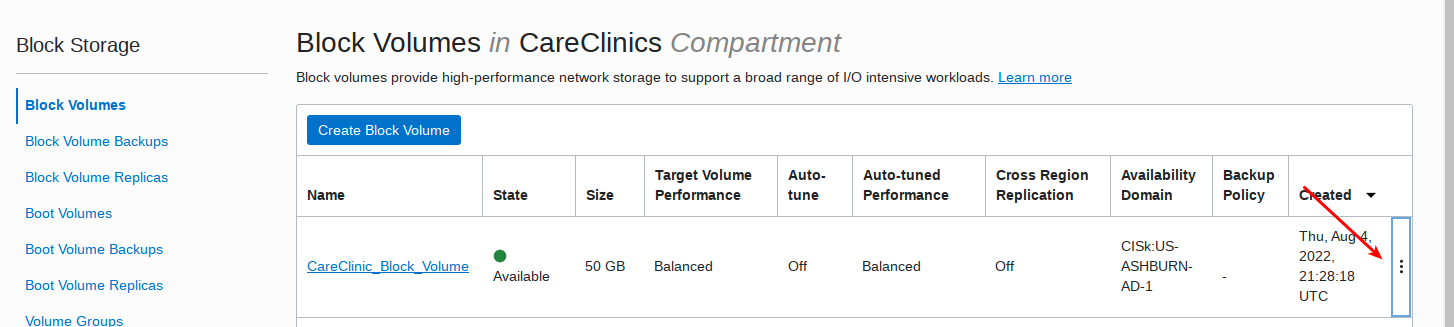 Block Storage
Block Volumes
Block Volume Backups
Block Volume Replicas
Boot Volumes
Boot Volume Backups
Boot Volume Replicas
Volume Groups
Block Volumes in CareClinics Compartment
Block volumes provide high-performance network storage to support a broad range of I/O intensive workloads. Learn more
Create Block Volume
Name
State
Size
Target Volume
Performance
Auto-
tune
Auto-tuned
Performance
Cross Region
Replication
Availability
Domain
Backup
Policy
Created
CareClinic_Block_Volume
Available
50 GB
Balanced
Off
Balanced
Off
CISk:US-
ASHBURN-
AD-1
-
Thu, Aug 4,
2022,
21:28:18
UTC